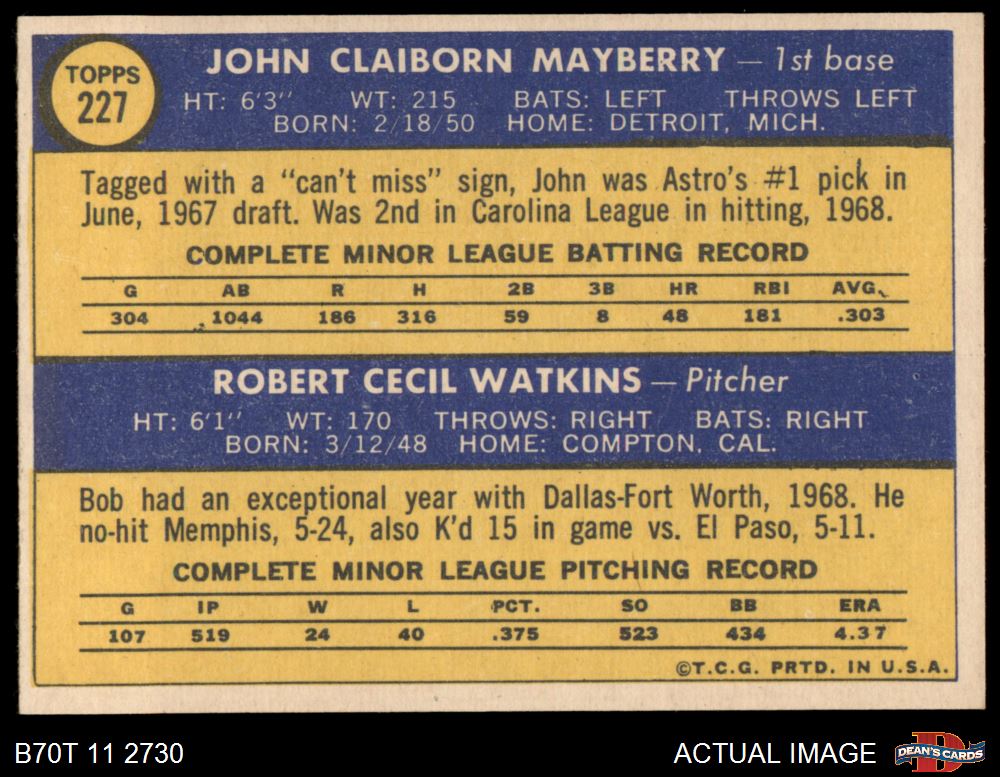 TOPPS
227
JOHN CLAIBORN MAYBERRY — 1st base
HT: 6'3" WT: 215 BATS: LEFT THROWS LEFT
BORN: 2/18/50 HOME: DETROIT, MICH.
Tagged with a "can't miss" sign, John was Astro's #1 pick in
June, 1967 draft. Was 2nd in Carolina League in hitting, 1968.
COMPLETE MINOR LEAGUE BATTING RECORD
G AB R H 2B 3B HR RBI AVG.
304 1044 186 316 59 8 48 181 .303
ROBERT CECIL WATKINS — Pitcher
HT: 6'1" WT: 170 THROWS: RIGHT BATS: RIGHT
BORN: 3/12/48 HOME: COMPTON, CAL.
Bob had an exceptional year with Dallas-Fort Worth, 1968. He
no-hit Memphis, 5-24, also K'd 15 in game vs. El Paso, 5-11.
COMPLETE MINOR LEAGUE PITCHING RECORD
G IP W L PCT. SO BB ERA
107 519 24 40 .375 523 434 4.37
©T.C.G. PRTD. IN U.S.A.
B70T 11 2730 ACTUAL IMAGE DEAN'S CARDS